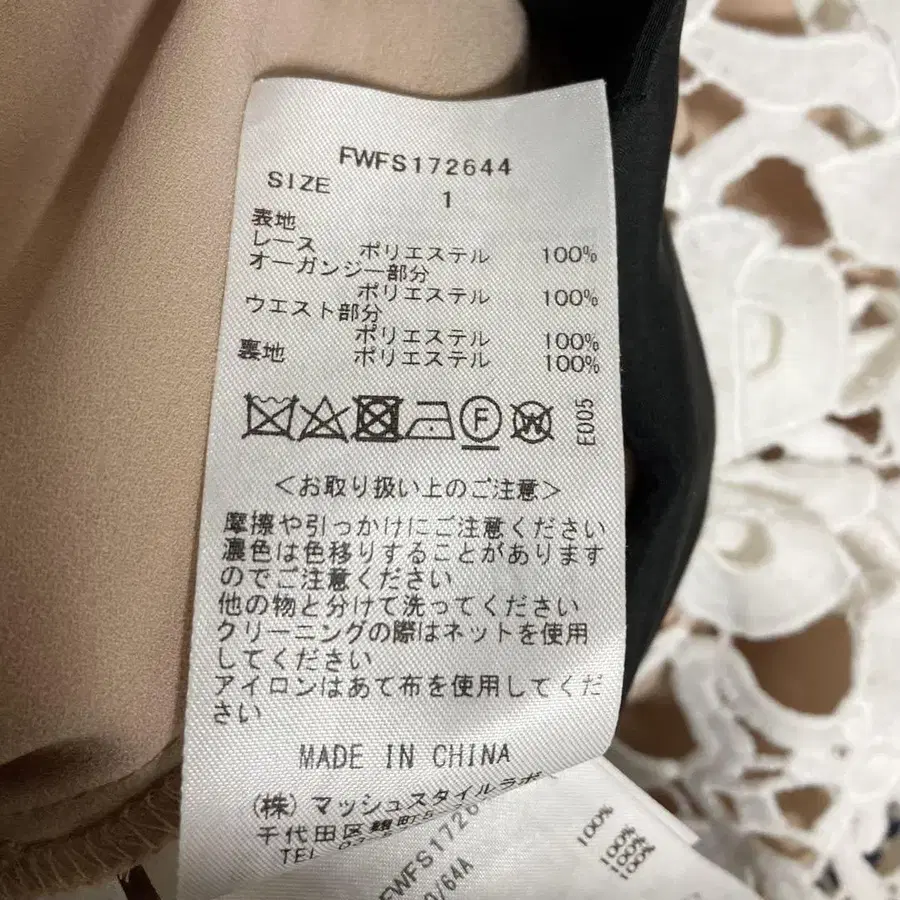 FWFS172644
SIZE 1
表地
レース ポリエステル 100%
オーガンジー部分
ポリエステル 100%
ウエスト部分
ポリエステル 100%
裏地 ポリエステル 100%
F W E005
＜お取り扱い上のご注意＞
摩擦や引っかけにご注意ください
濃色は色移りすることがあります
のでご注意ください
他の物と分けて洗ってください
クリーニングの際はネットを使用
してください
アイロンはあて布を使用してくだ
さい
MADE IN CHINA
(株) マッシュスタイルラボ
千代田区麹町
TEL
FWFS1726
/64A
100%
100%
100%
100%